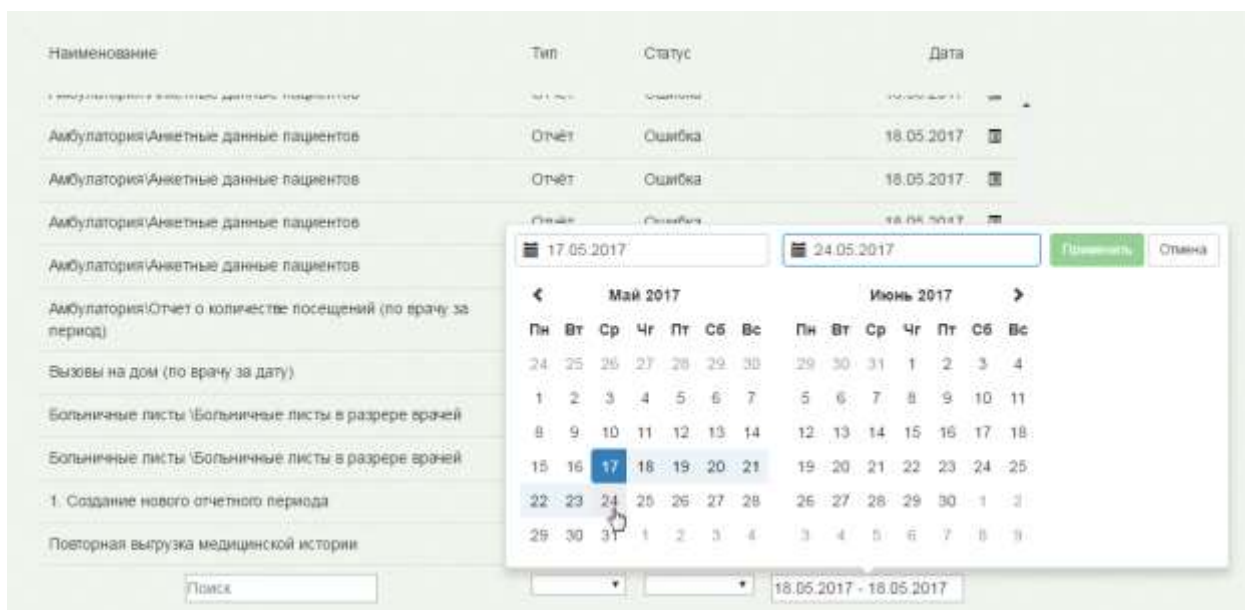 Наименование Тип Статус Дата
Амбулатория\Анкетные данные пациентов Отчёт Ошибка 18.05.2017
Амбулатория\Анкетные данные пациентов Отчёт Ошибка 18.05.2017
Амбулатория\Анкетные данные пациентов Отчёт Ошибка 18.05.2017
Амбулатория\Анкетные данные пациентов
Амбулатория\Отчет о количестве посещений (по врачу за
период)
Вызовы на дом (по врачу за дату)
Больничные листы \Больничные листы в разрере врачей
Больничные листы \Больничные листы в разрере врачей
1. Создание нового отчетного периода
Повторная выгрузка медицинской истории
Поиск 18.05.2017 - 18.05.2017
17.05.2017 24.05.2017 Применить Отмена
Май 2017 Июнь 2017
Пн Вт Ср Чг Пт Сб Вс Пн Вт Ср Чг Пт Сб Вс
24 25 26 27 28 29 30 29 30 31 1 2 3 4
1 2 3 4 5 6 7 5 6 7 8 9 10 11
8 9 10 11 12 13 14 12 13 14 15 16 17 18
15 16 17 18 19 20 21 19 20 21 22 23 24 25
22 23 24 25 26 27 28 26 27 28 29 30 1 2
29 30 31 1 2 3 4 3 4 5 6 7 8 9